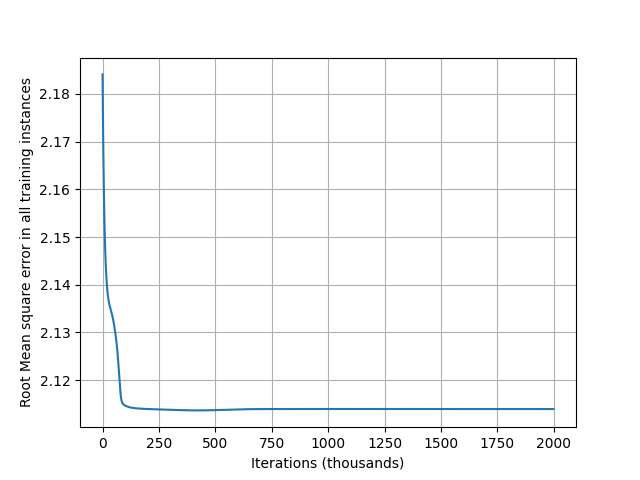 Root Mean square error in all training instances
2.18
2.17
2.16
2.15
2.14
2.13
2.12
0 250 500 750 1000 1250 1500 1750 2000
Iterations (thousands)